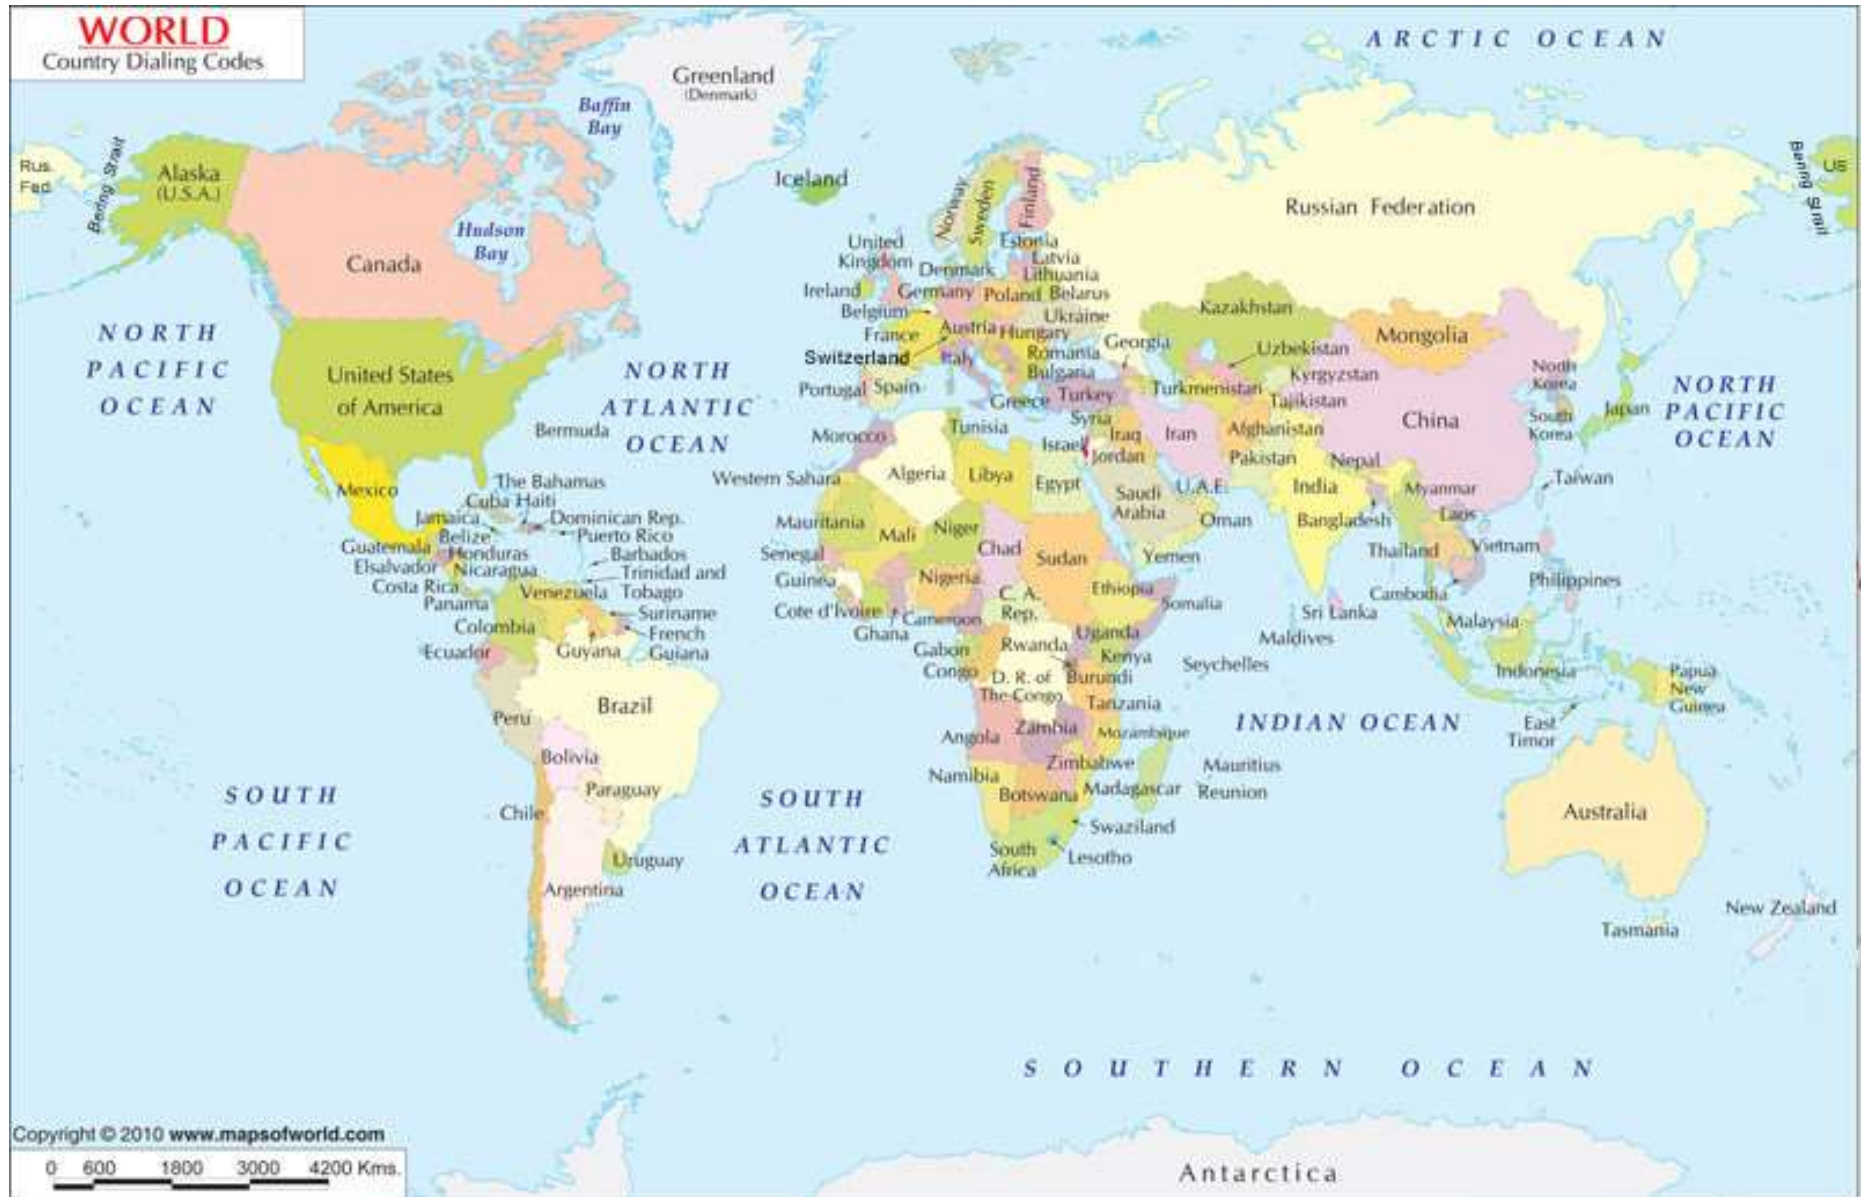 WORLD
Country Dialing Codes
ARCTIC OCEAN
Greenland
(Denmark)
Baffin
Bay
Rus.
Fed.
Bering Strait
Alaska
(U.S.A.)
Iceland
Norway
Sweden
Finland
Russian Federation
Bering Strait
US
Hudson
Bay
Canada
United
Kingdom
Estonia
Latvia
Denmark
Lithuania
Ireland
Germany
Poland
Belarus
Belgium
Ukraine
Kazakhstan
France
Austria
Hungary
Mongolia
NORTH
PACIFIC
OCEAN
Switzerland
Italy
Romania
Georgia
Uzbekistan
Bulgaria
Kyrgyzstan
North
Korea
United States
of America
NORTH
ATLANTIC
OCEAN
Portugal
Spain
Greece
Turkey
Turkmenistan
Tajikistan
China
South
Korea
Japan
NORTH
PACIFIC
OCEAN
Bermuda
Morocco
Tunisia
Syria
Israel
Iraq
Jordan
Iran
Afghanistan
Pakistan
Nepal
Western Sahara
Algeria
Libya
Egypt
Saudi
Arabia
U.A.E.
India
Myanmar
Taiwan
Mexico
The Bahamas
Cuba
Haiti
Jamaica
Dominican Rep.
Belize
Puerto Rico
Mauritania
Mali
Niger
Oman
Bangladesh
Laos
Guatemala
Honduras
Barbados
Senegal
Chad
Sudan
Yemen
Thailand
Vietnam
Elsalvador
Nicaragua
Trinidad and
Tobago
Guinea
Nigeria
Ethiopia
Philippines
Costa Rica
Venezuela
C. A.
Rep.
Somalia
Cambodia
Panama
Suriname
Cote d'Ivoire
Cameroon
Sri Lanka
Malaysia
Colombia
French
Guiana
Ghana
Uganda
Maldives
Ecuador
Guyana
Gabon
Rwanda
Kenya
Seychelles
Congo
D. R. of
The Congo
Burundi
Indonesia
Papua
New
Guinea
Brazil
Tanzania
Peru
Angola
Zambia
Mozambique
INDIAN OCEAN
East
Timor
Bolivia
Zimbabwe
Mauritius
Namibia
Botswana
Madagascar
Reunion
SOUTH
PACIFIC
OCEAN
Paraguay
Chile
SOUTH
ATLANTIC
OCEAN
Swaziland
Australia
South
Africa
Lesotho
Uruguay
Argentina
New Zealand
Tasmania
SOUTHERN OCEAN
Copyright © 2010 www.mapsofworld.com
0 600 1800 3000 4200 Kms.
Antarctica